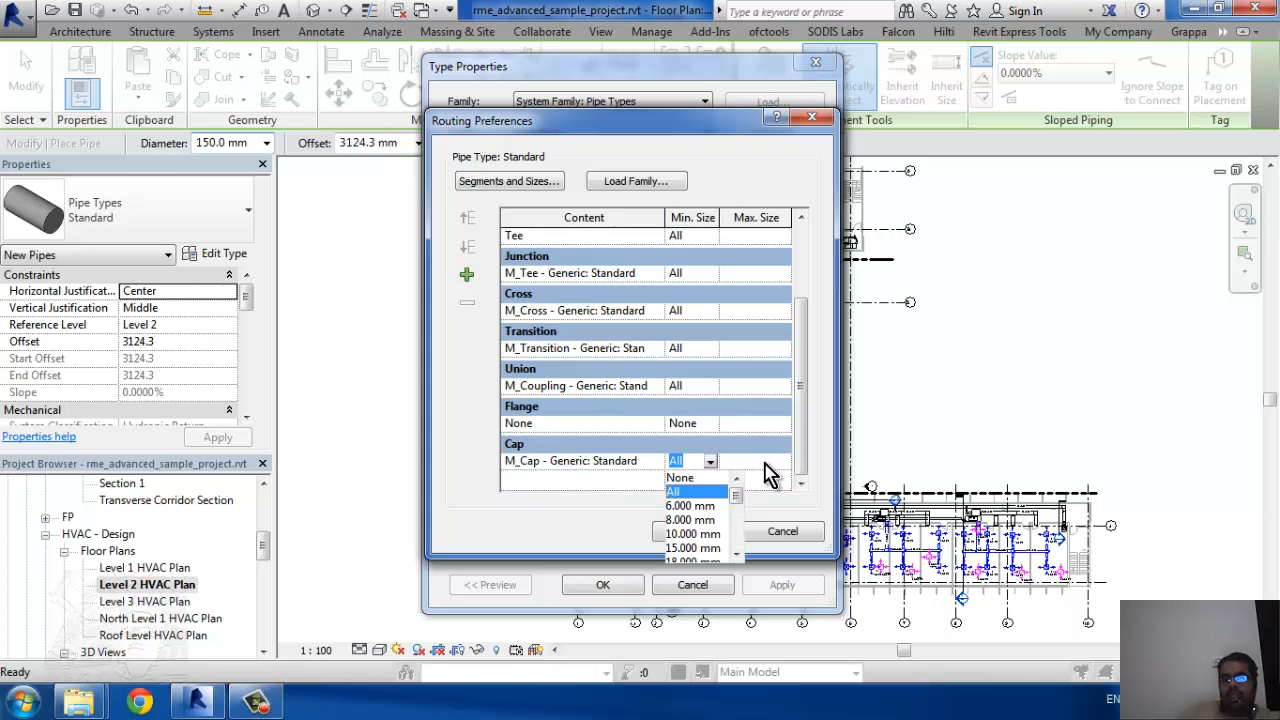 rme_advanced_sample_project.rvt - Floor Plan:...
Type a keyword or phrase
Sign In
Architecture
Structure
Systems
Insert
Annotate
Analyze
Massing & Site
Collaborate
View
Manage
Add-Ins
ofctools
SODIS Labs
Falcon
Hilti
Revit Express Tools
My Company
Grappa
Modify
Paste
Cope
Cut
Join
Inherit
Elevation
Inherit
Size
Slope Value:
0.0000%
Ignore Slope
to Connect
Tag on
Placement
Select
Properties
Clipboard
Geometry
Sloped Piping
Tag
Modify | Place Pipe
Diameter:
150.0 mm
Offset:
3124.3 mm
Properties
Pipe Types
Standard
New Pipes
Edit Type
Constraints
Horizontal Justificat...
Center
Vertical Justification
Middle
Reference Level
Level 2
Offset
3124.3
Start Offset
3124.3
End Offset
3124.3
Slope
0.0000%
Mechanical
Properties help
Apply
Project Browser - rme_advanced_sample_project.rvt
Section 1
Transverse Corridor Section
FP
HVAC - Design
Floor Plans
Level 1 HVAC Plan
Level 2 HVAC Plan
Level 3 HVAC Plan
North Level 1 HVAC Plan
Roof Level HVAC Plan
3D Views
Type Properties
Family:
System Family: Pipe Types
Load...
Routing Preferences
Pipe Type: Standard
Segments and Sizes...
Load Family...
Content
Min. Size
Max. Size
Tee
All
Junction
M_Tee - Generic: Standard
All
Cross
M_Cross - Generic: Standard
All
Transition
M_Transition - Generic: Stan
All
Union
M_Coupling - Generic: Stand
All
Flange
None
None
Cap
M_Cap - Generic: Standard
All
None
All
6.000 mm
8.000 mm
10.000 mm
15.000 mm
18.000 mm
Cancel
<< Preview
OK
Cancel
Apply
1 : 100
Ready
:0
Main Model
EN